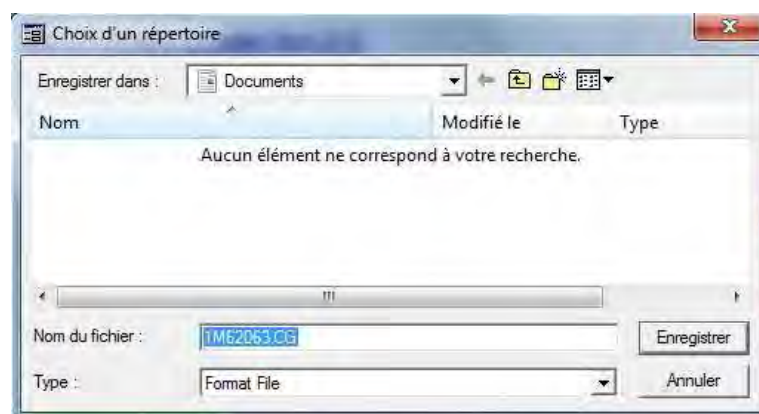 Choix d'un répertoire
Enregistrer dans : Documents
Nom Modifié le Type
Aucun élément ne correspond à votre recherche.
Nom du fichier : 1M62063.CG Enregistrer
Type : Format File Annuler